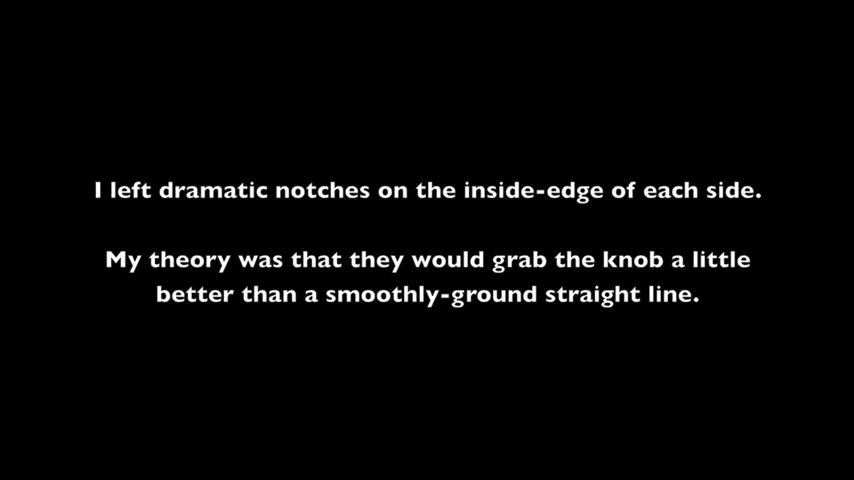 I left dramatic notches on the inside-edge of each side.
My theory was that they would grab the knob a little
better than a smoothly-ground straight line.